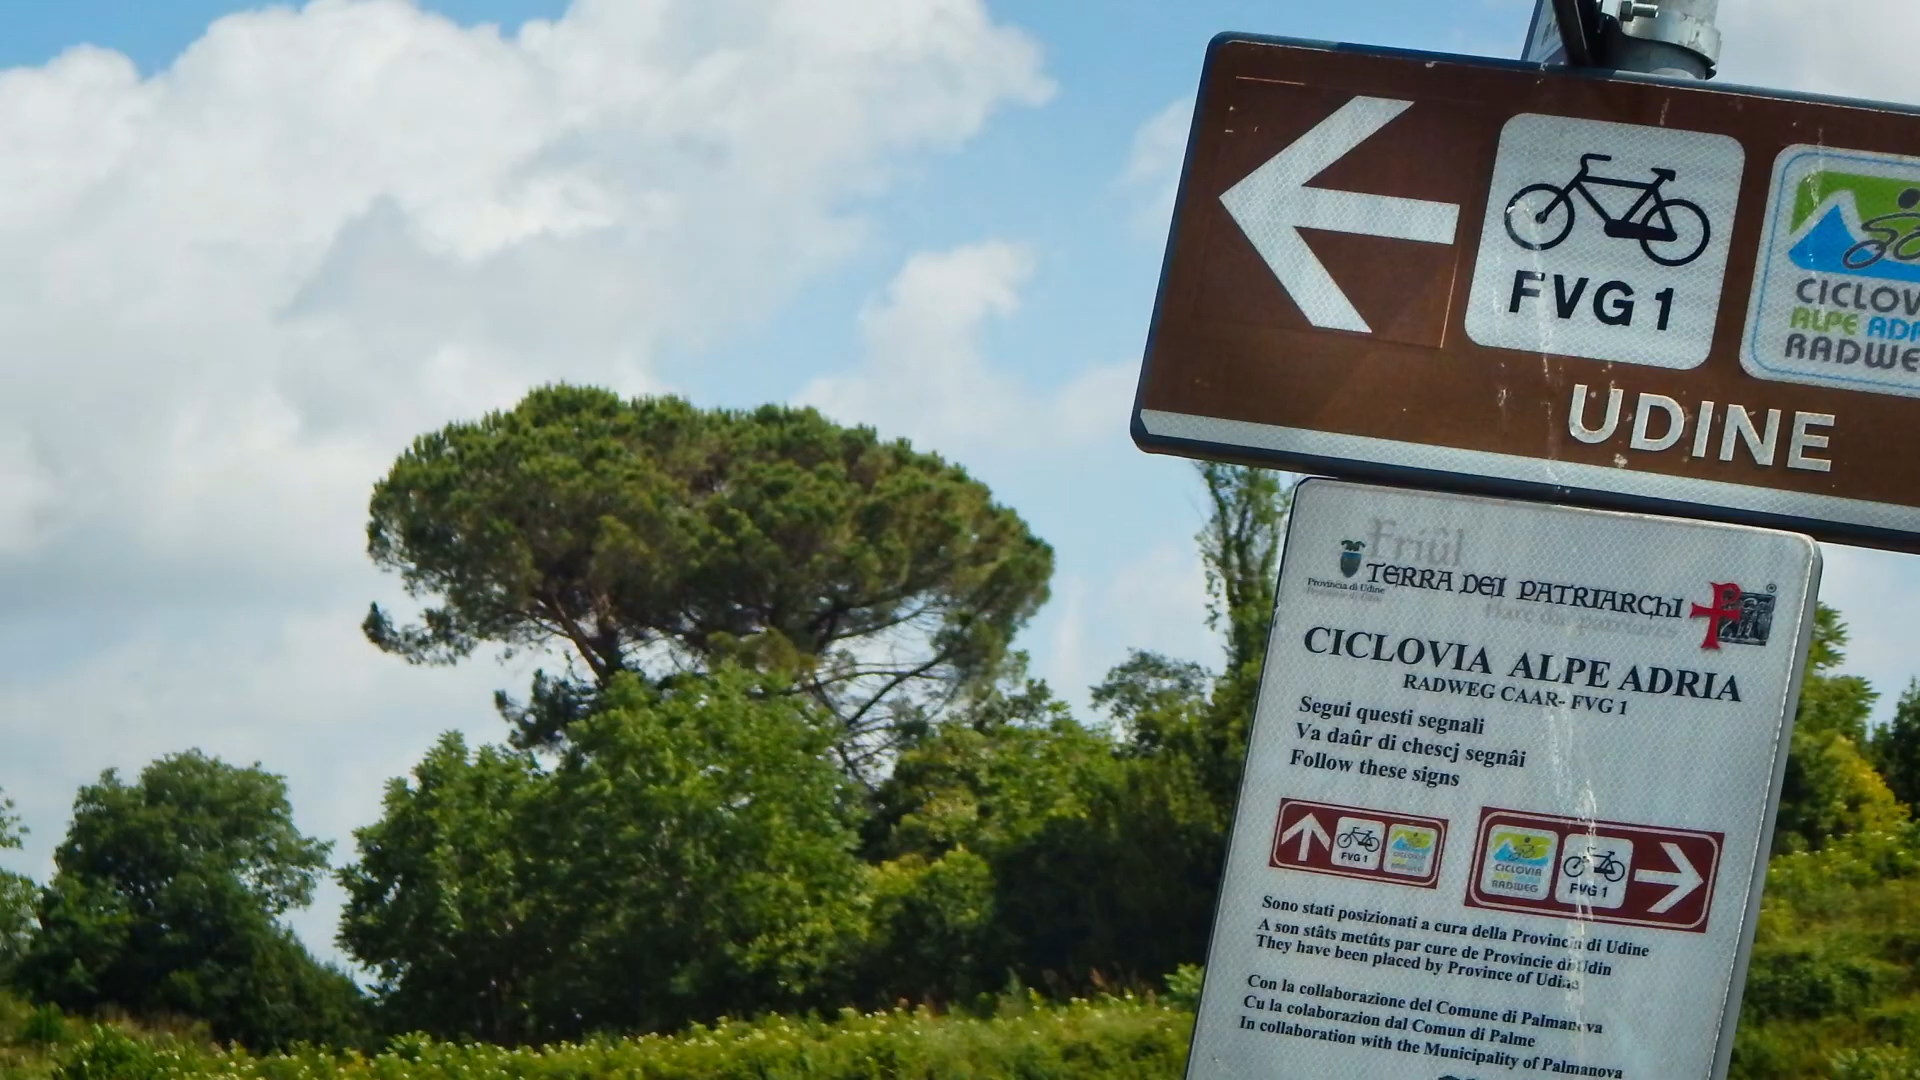 FVG 1
CICLOV
ALPE ADR
RADWE
UDINE
Friûl
TERRA DEI PATRIARCHI
Provincia di Udine
CICLOVIA ALPE ADRIA
RADWEG CAAR- FVG 1
Segui questi segnali
Va daûr di chescj segnâi
Follow these signs
FVG 1
CICLOVIA
RADWEG
FVG 1
Sono stati posizionati a cura della Provincia di Udine
A son stâts metûts par cure de Provincie di Udin
They have been placed by Province of Udine
Con la collaborazione del Comune di Palmanova
Cu la colaborazion dal Comun di Palme
In collaboration with the Municipality of Palmanova